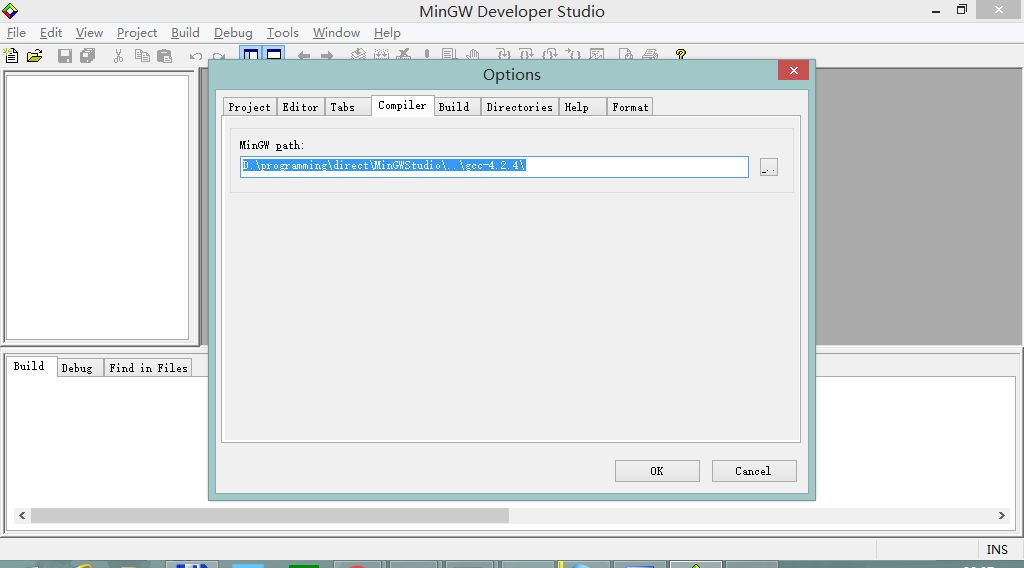 MinGW Developer Studio
File Edit View Project Build Debug Tools Window Help
Options
Project Editor Tabs Compiler Build Directories Help Format
MinGW path:
D:\programming\direct\MinGWStudio\..\gcc-4.2.4\
...
OK Cancel
Build Debug Find in Files
INS